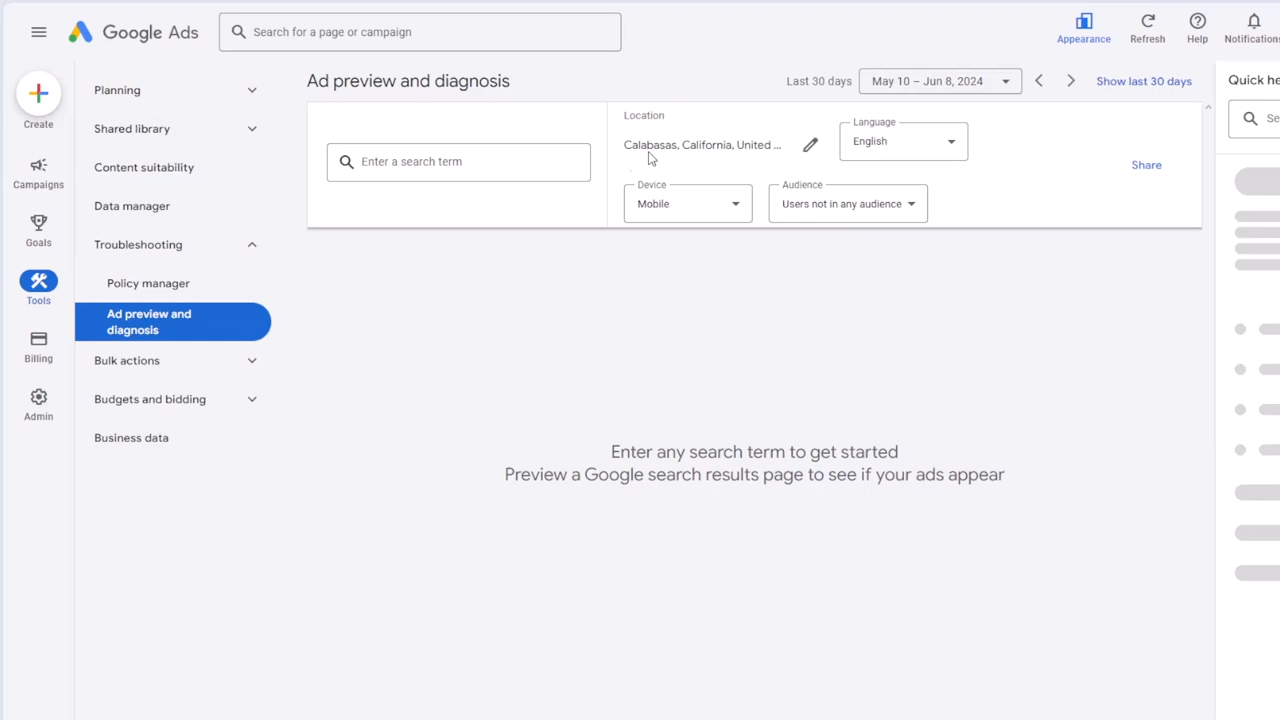 Google Ads
Search for a page or campaign
Appearance
Refresh
Help
Notifications
Create
Campaigns
Goals
Tools
Billing
Admin
Planning
Shared library
Content suitability
Data manager
Troubleshooting
Policy manager
Ad preview and
diagnosis
Bulk actions
Budgets and bidding
Business data
Ad preview and diagnosis
Last 30 days
May 10 – Jun 8, 2024
Show last 30 days
Enter a search term
Location
Calabasas, California, United ...
Language
English
Device
Mobile
Audience
Users not in any audience
Share
Enter any search term to get started
Preview a Google search results page to see if your ads appear
Quick he
Se